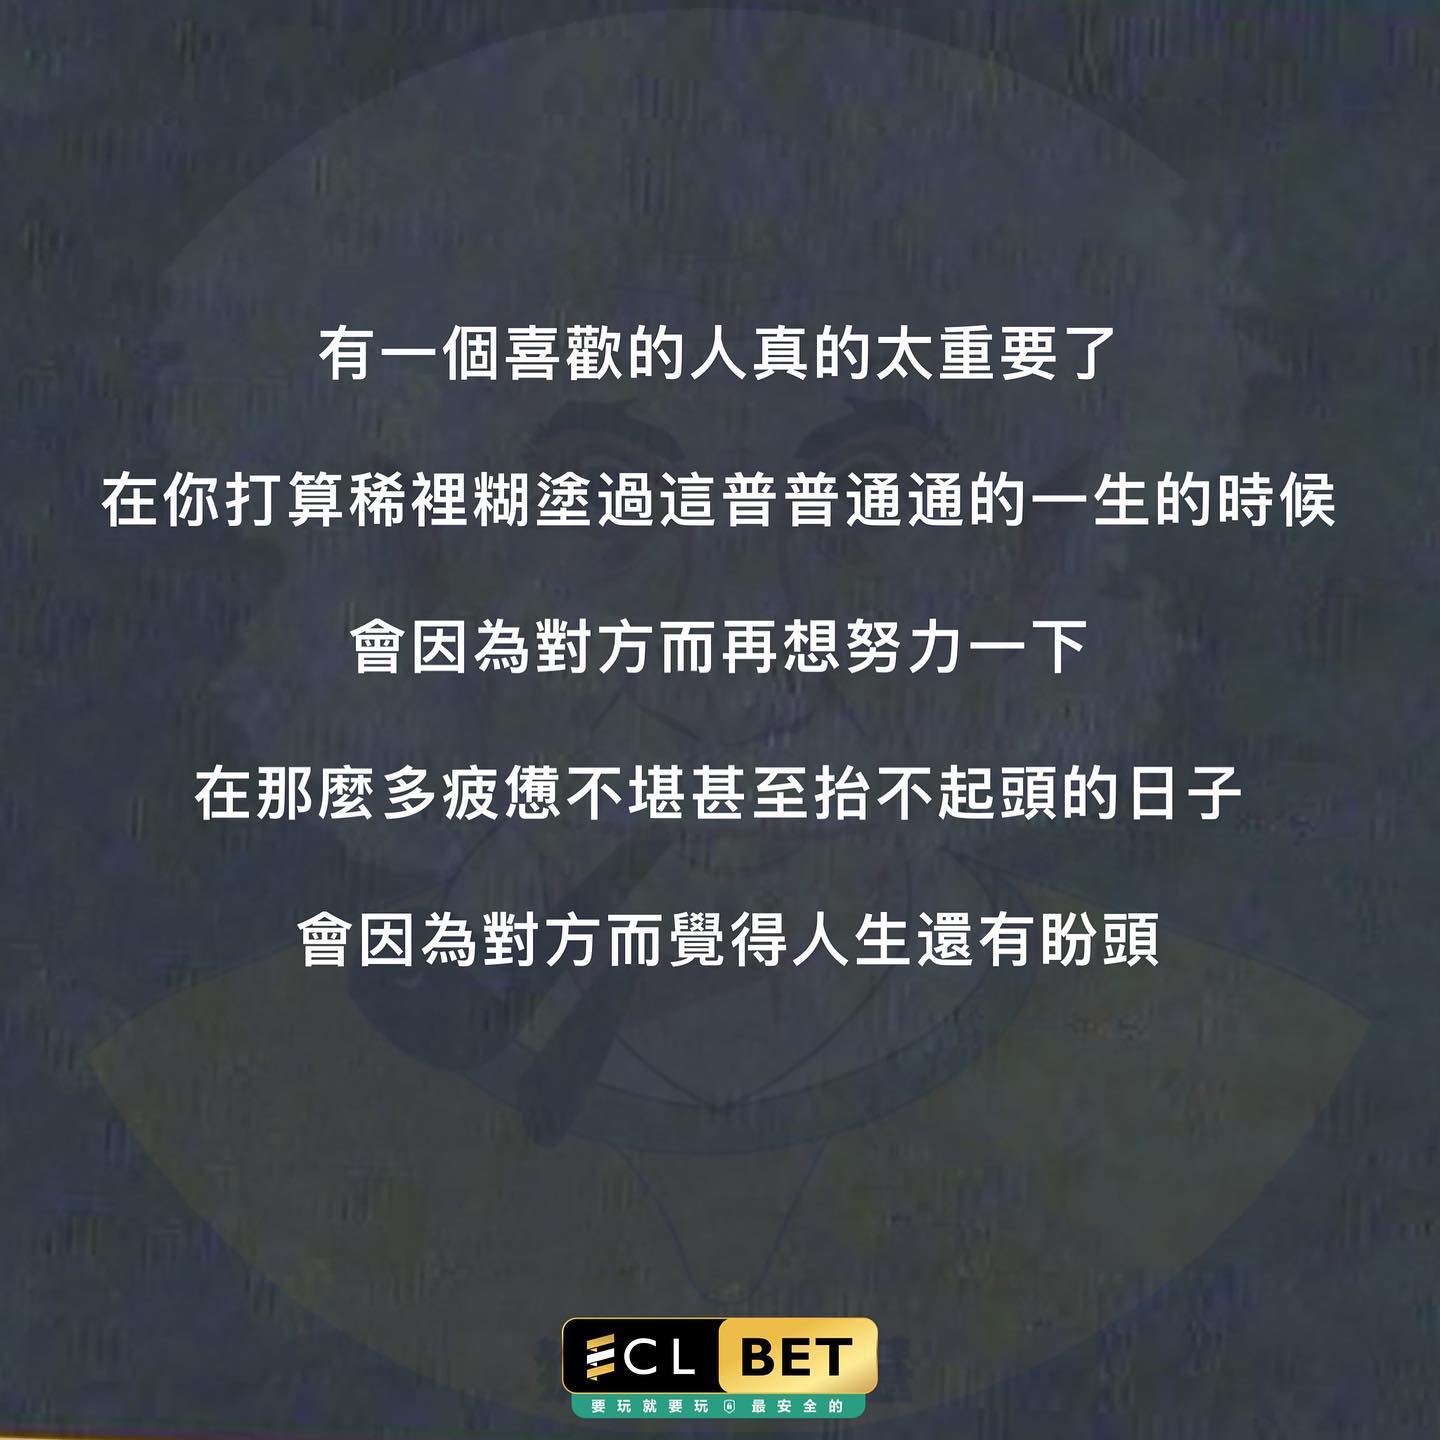 有一個喜歡的人真的太重要了
在你打算稀裡糊塗過這普普通通的一生的時候
會因為對方而再想努力一下
在那麼多疲憊不堪甚至抬不起頭的日子
會因為對方而覺得人生還有盼頭
ECL BET
要玩就要玩 最安全的